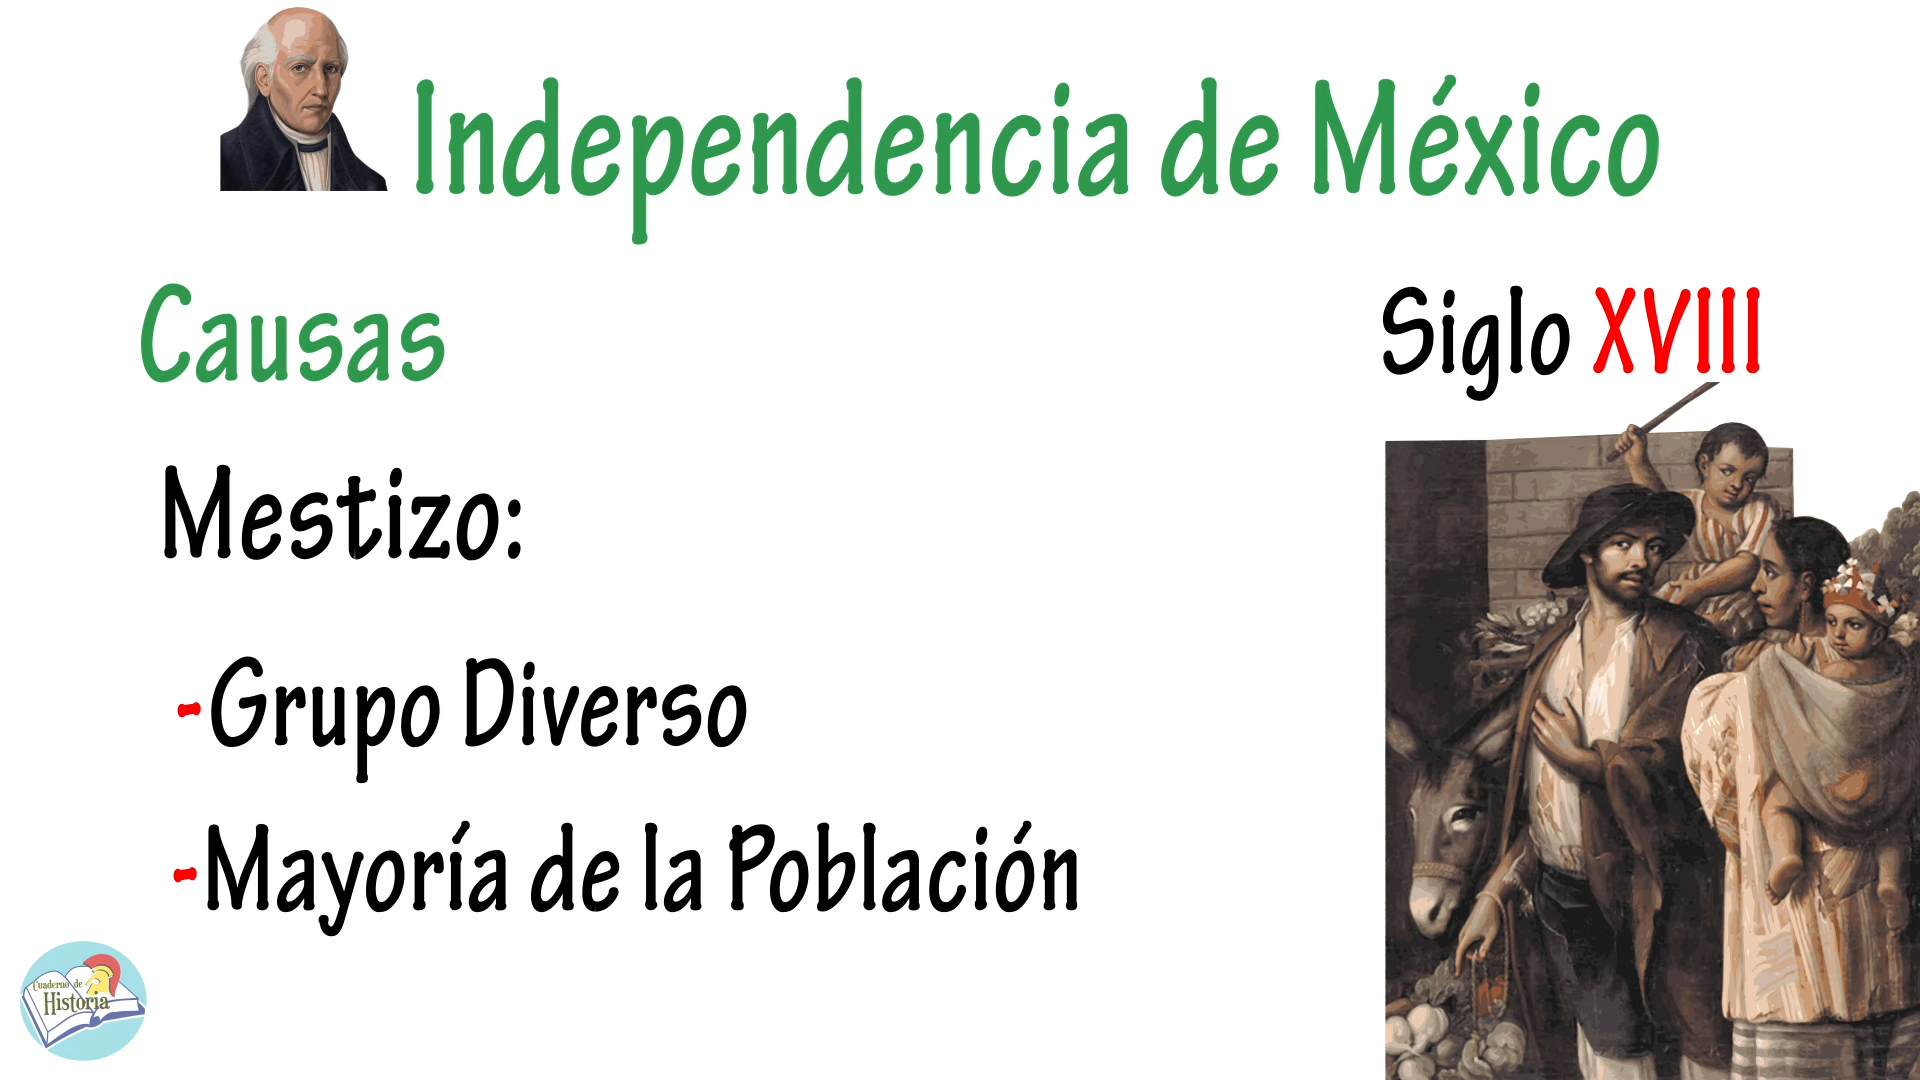 Independencia de México
Causas
Siglo XVIII
Mestizo:
-Grupo Diverso
-Mayoría de la Población
Cuaderno de
Historia